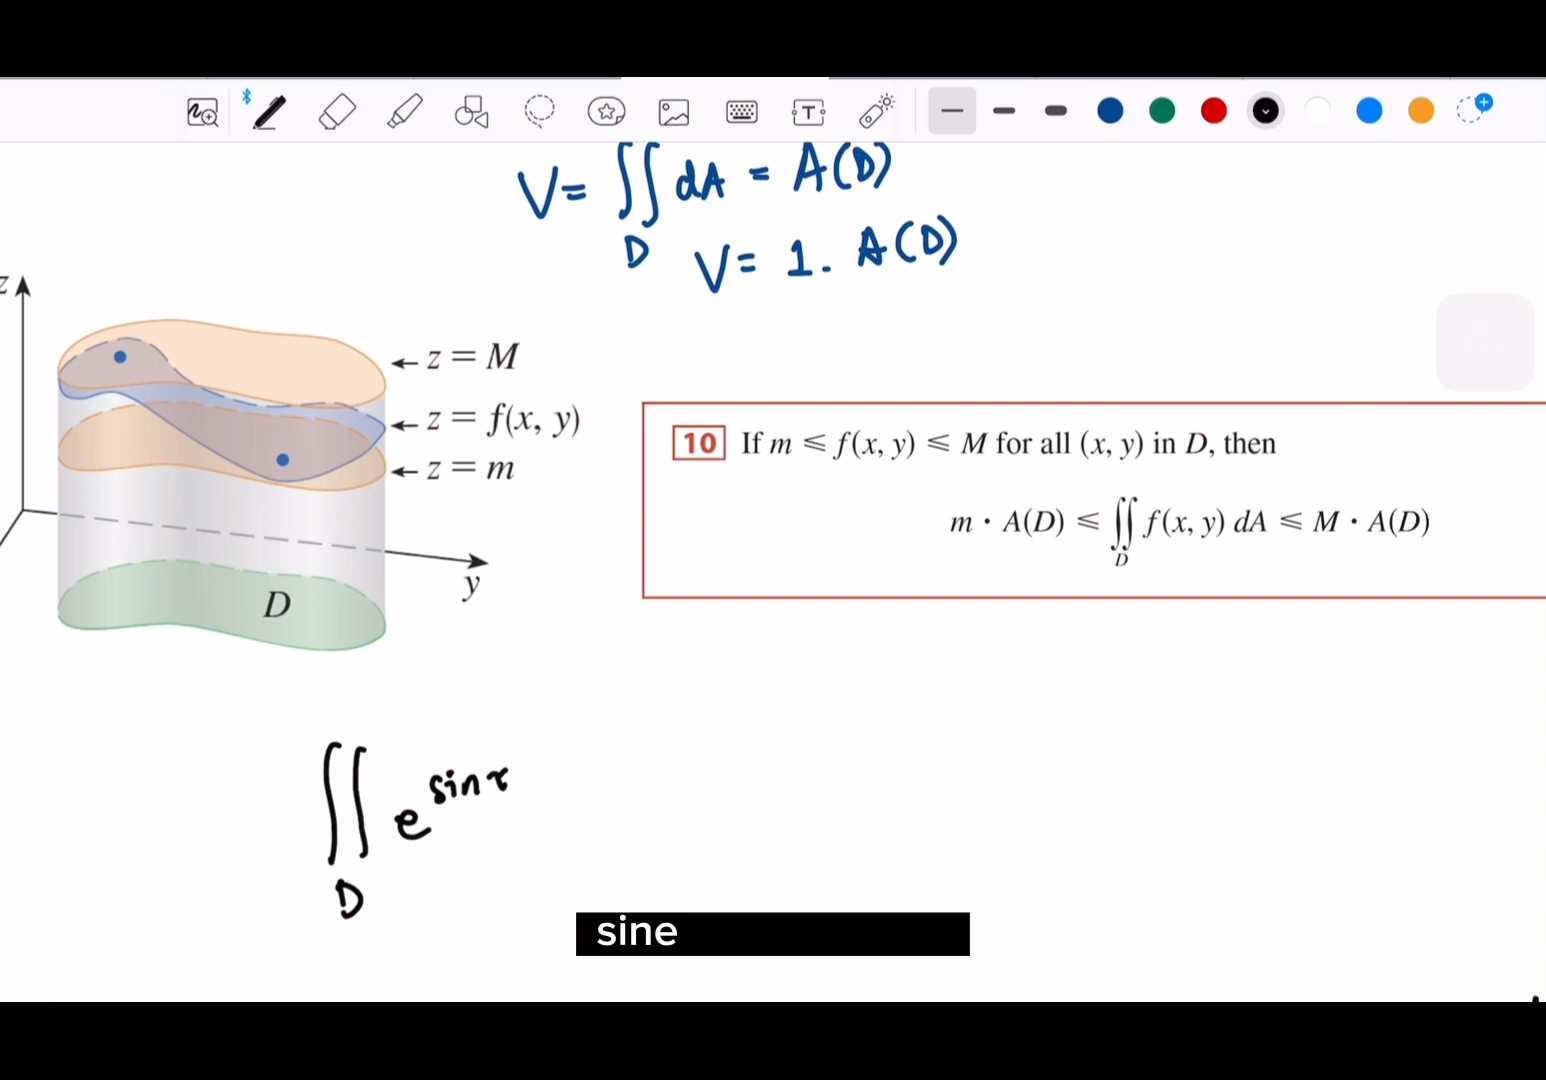 V = ∬ dA = A(D)
D
V = 1 . A(D)
z
z = M
z = f(x, y)
z = m
y
D
10 If m ⩽ f(x, y) ⩽ M for all (x, y) in D, then
m · A(D) ⩽ ∬ f(x, y) dA ⩽ M · A(D)
D
∬ e^sin x
D
sine